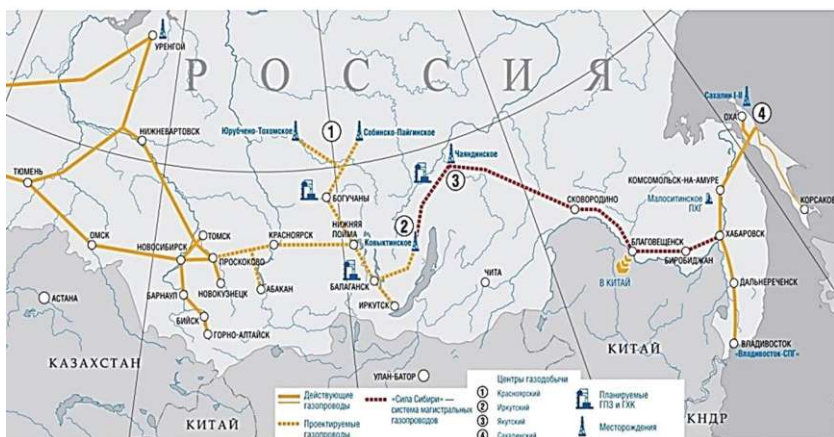 УРЕНГОЙ
РОССИЯ
Сахалин I-II
ОХА
4
НИЖНЕВАРТОВСК
Юрубчено-Тохомское
1
Собинско-Пайгинское
Чаяндинское
3
ТЮМЕНЬ
БОГУЧАНЫ
КОМСОМОЛЬСК-НА-АМУРЕ
Малоситинское
ПХГ
КОРСАКОВ
СКОВОРОДИНО
2
ОМСК
ТОМСК
КРАСНОЯРСК
НИЖНЯЯ
ПОЙМА
Ковыктинское
ХАБАРОВСК
НОВОСИБИРСК
ПРОСКОКОВО
БЛАГОВЕЩЕНСК
БИРОБИДЖАН
АСТАНА
БАРНАУЛ
НОВОКУЗНЕЦК
АБАКАН
БАЛАГАНСК
ЧИТА
В КИТАЙ
ДАЛЬНЕРЕЧЕНСК
ИРКУТСК
БИЙСК
ГОРНО-АЛТАЙСК
ВЛАДИВОСТОК
«Владивосток-СПГ»
КАЗАХСТАН
КИТАЙ
УЛАН-БАТОР
КИТАЙ
КНДР
Действующие
газопроводы
Проектируемые
газопроводы
«Сила Сибири» —
система магистральных
газопроводов
Центры газодобычи
1 Красноярский
2 Иркутский
3 Якутский
4 Сахалинский
Планируемые
ГПЗ и ГХК
Месторождения